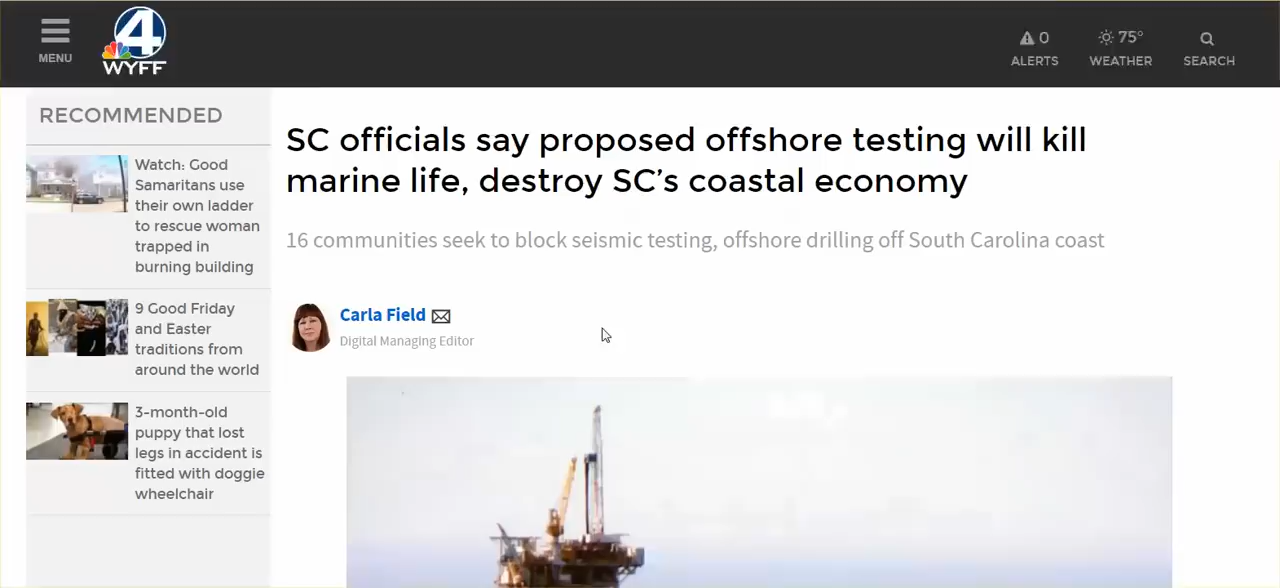 MENU
4
WYFF
0
ALERTS
75°
WEATHER
SEARCH
RECOMMENDED
Watch: Good
Samaritans use
their own ladder
to rescue woman
trapped in
burning building
9 Good Friday
and Easter
traditions from
around the world
3-month-old
puppy that lost
legs in accident is
fitted with doggie
wheelchair
SC officials say proposed offshore testing will kill
marine life, destroy SC’s coastal economy
16 communities seek to block seismic testing, offshore drilling off South Carolina coast
Carla Field
Digital Managing Editor